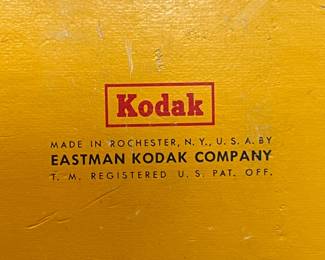 Kodak
MADE IN ROCHESTER, N. Y., U. S. A. BY
EASTMAN KODAK COMPANY
T. M. REGISTERED U. S. PAT. OFF.